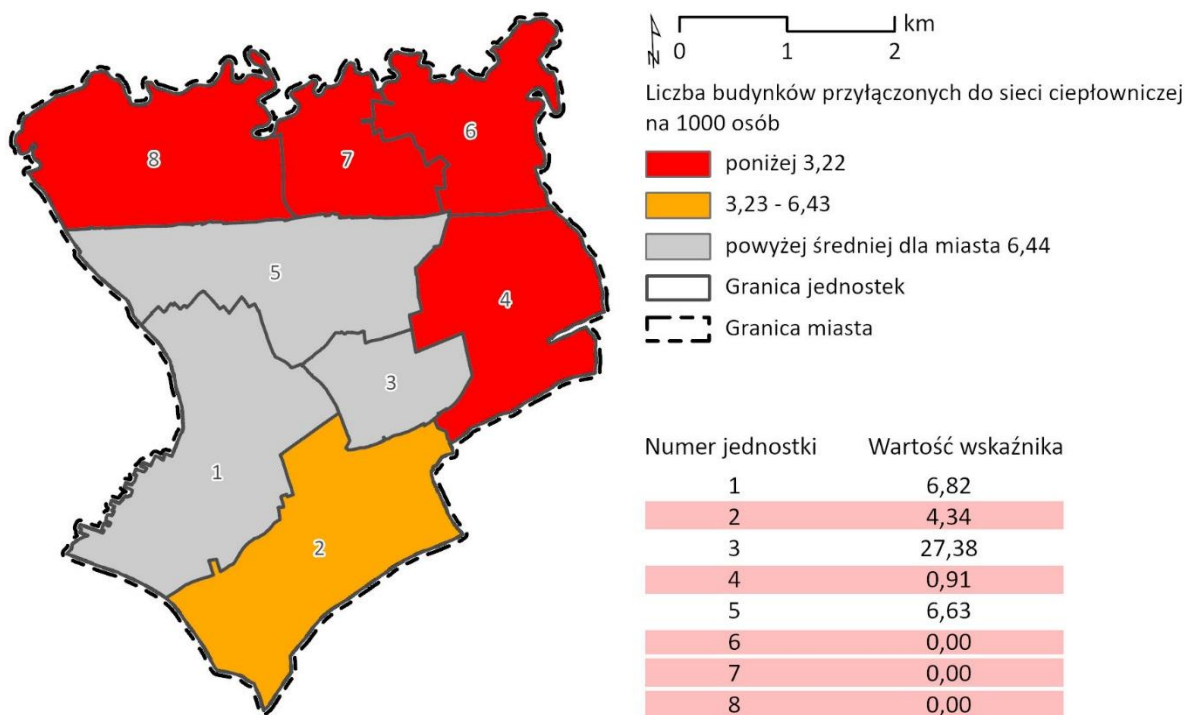 km
0 1 2
Liczba budynków przyłączonych do sieci ciepłowniczej
na 1000 osób
poniżej 3,22
3,23 - 6,43
powyżej średniej dla miasta 6,44
Granica jednostek
Granica miasta
8
7
6
5
4
3
1
2
Numer jednostki Wartość wskaźnika
1 6,82
2 4,34
3 27,38
4 0,91
5 6,63
6 0,00
7 0,00
8 0,00